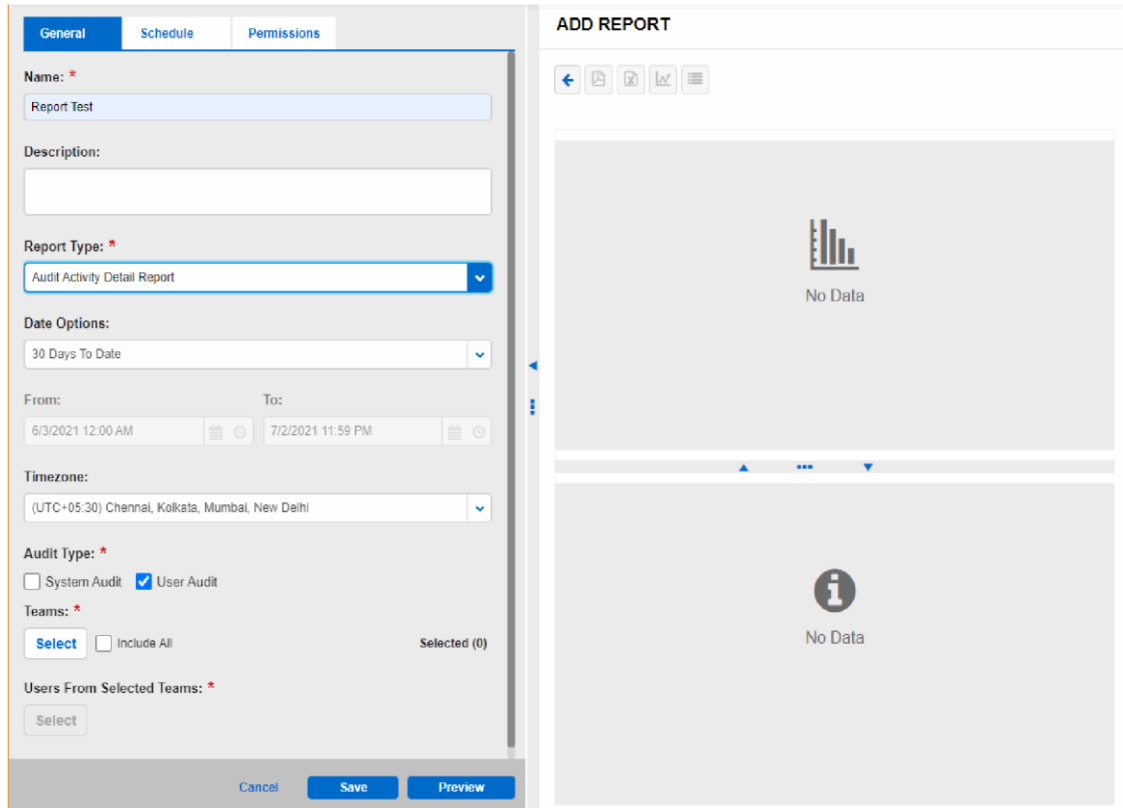 General Schedule Permissions
Name: *
Report Test
Description:
Report Type: *
Audit Activity Detail Report
Date Options:
30 Days To Date
From: To:
6/3/2021 12:00 AM 7/2/2021 11:59 PM
Timezone:
(UTC+05:30) Chennai, Kolkata, Mumbai, New Delhi
Audit Type: *
System Audit User Audit
Teams: *
Select Include All Selected (0)
Users From Selected Teams: *
Select
Cancel Save Preview
ADD REPORT
No Data
No Data